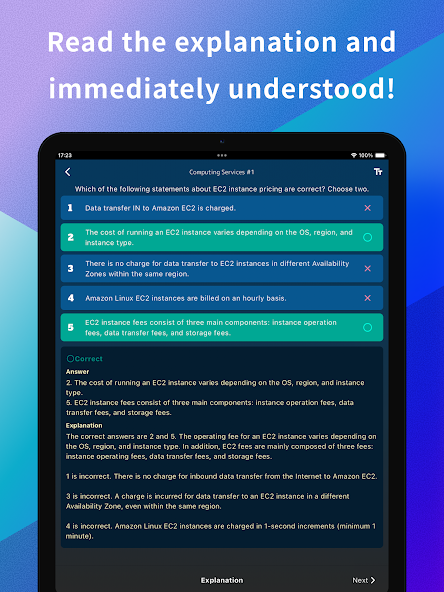 Read the explanation and
immediately understood!
17:23
100%
Computing Services #1
TT
Which of the following statements about EC2 instance pricing are correct? Choose two.
1 Data transfer IN to Amazon EC2 is charged.
2 The cost of running an EC2 instance varies depending on the OS, region, and
instance type.
3 There is no charge for data transfer to EC2 instances in different Availability
Zones within the same region.
4 Amazon Linux EC2 instances are billed on an hourly basis.
5 EC2 instance fees consist of three main components: instance operation
fees, data transfer fees, and storage fees.
Correct
Answer
2. The cost of running an EC2 instance varies depending on the OS, region, and instance
type.
5. EC2 instance fees consist of three main components: instance operation fees, data
transfer fees, and storage fees.
Explanation
The correct answers are 2 and 5. The operating fee for an EC2 instance varies depending on
the OS, region, and instance type. In addition, EC2 fees are mainly composed of three fees:
instance operating fees, data transfer fees, and storage fees.
1 is incorrect. There is no charge for inbound data transfer from the Internet to Amazon EC2.
3 is incorrect. A charge is incurred for data transfer to an EC2 instance in a different
Availability Zone, even within the same region.
4 is incorrect. Amazon Linux EC2 instances are charged in 1-second increments (minimum 1
minute).
Explanation
Next